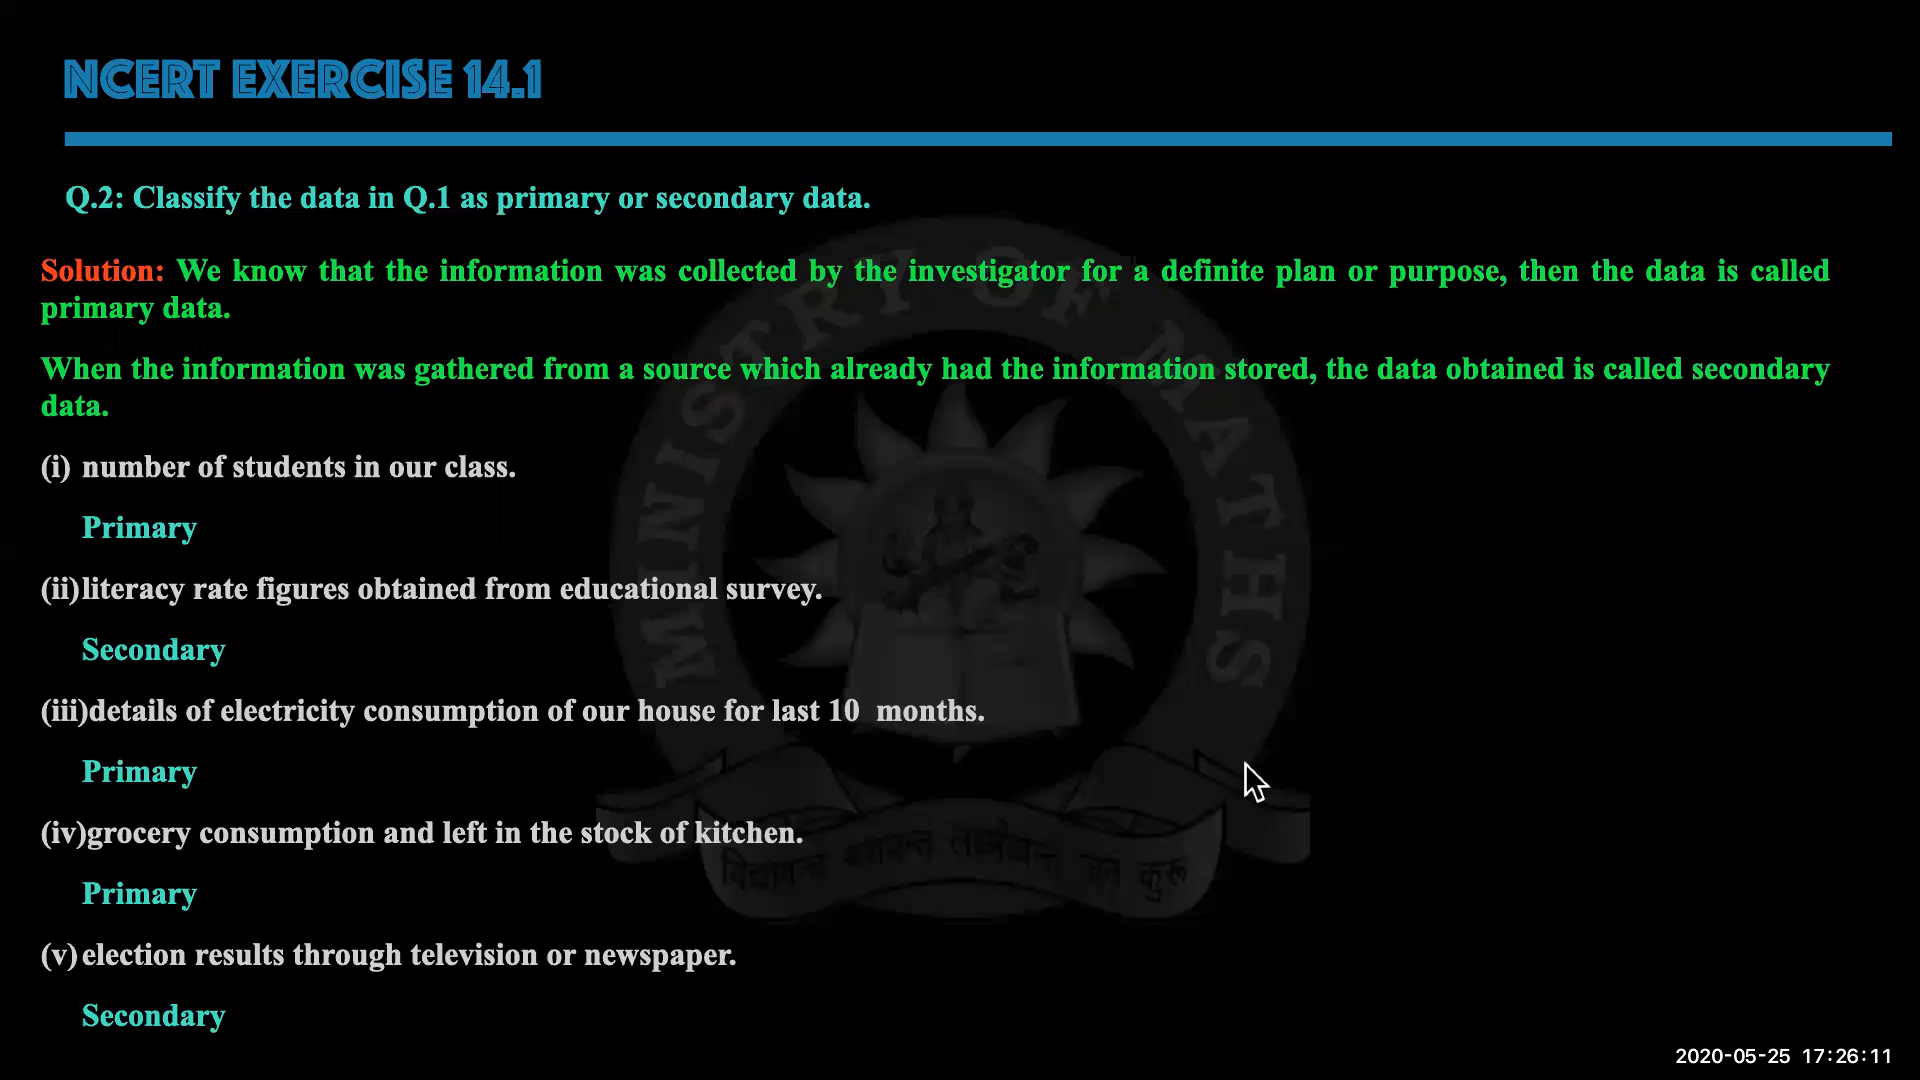 NCERT EXERCISE 14.1
Q.2: Classify the data in Q.1 as primary or secondary data.
Solution: We know that the information was collected by the investigator for a definite plan or purpose, then the data is called
primary data.
When the information was gathered from a source which already had the information stored, the data obtained is called secondary
data.
(i) number of students in our class.
Primary
(ii)literacy rate figures obtained from educational survey.
Secondary
(iii)details of electricity consumption of our house for last 10 months.
Primary
(iv)grocery consumption and left in the stock of kitchen.
Primary
(v) election results through television or newspaper.
Secondary
MINISTRY OF MATHS
कुरू
2020-05-25 17:26:11